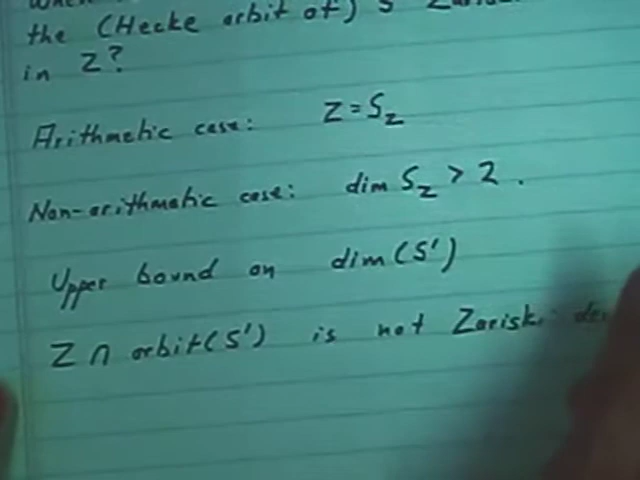 the (Hecke orbit of) S
in Z?
Arithmetic case: Z = S_Z
Non-arithmetic case: dim S_Z > 2.
Upper bound on dim(S')
Z ∩ orbit(S') is not Zariski